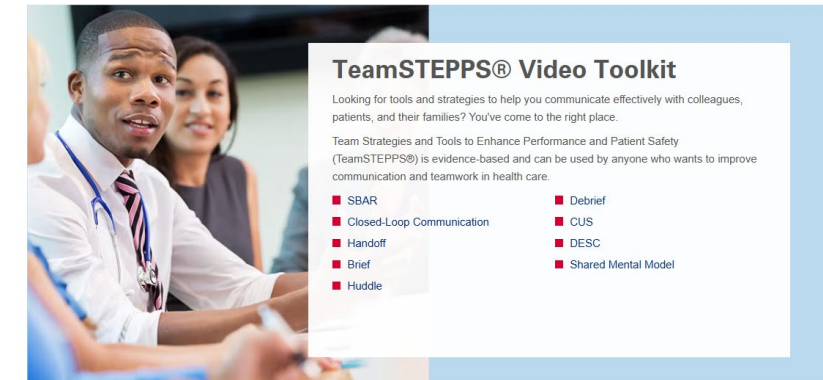 TeamSTEPPS® Video Toolkit
Looking for tools and strategies to help you communicate effectively with colleagues,
patients, and their families? You've come to the right place.
Team Strategies and Tools to Enhance Performance and Patient Safety
(TeamSTEPPS®) is evidence-based and can be used by anyone who wants to improve
communication and teamwork in health care.
SBAR
Closed-Loop Communication
Handoff
Brief
Huddle
Debrief
CUS
DESC
Shared Mental Model